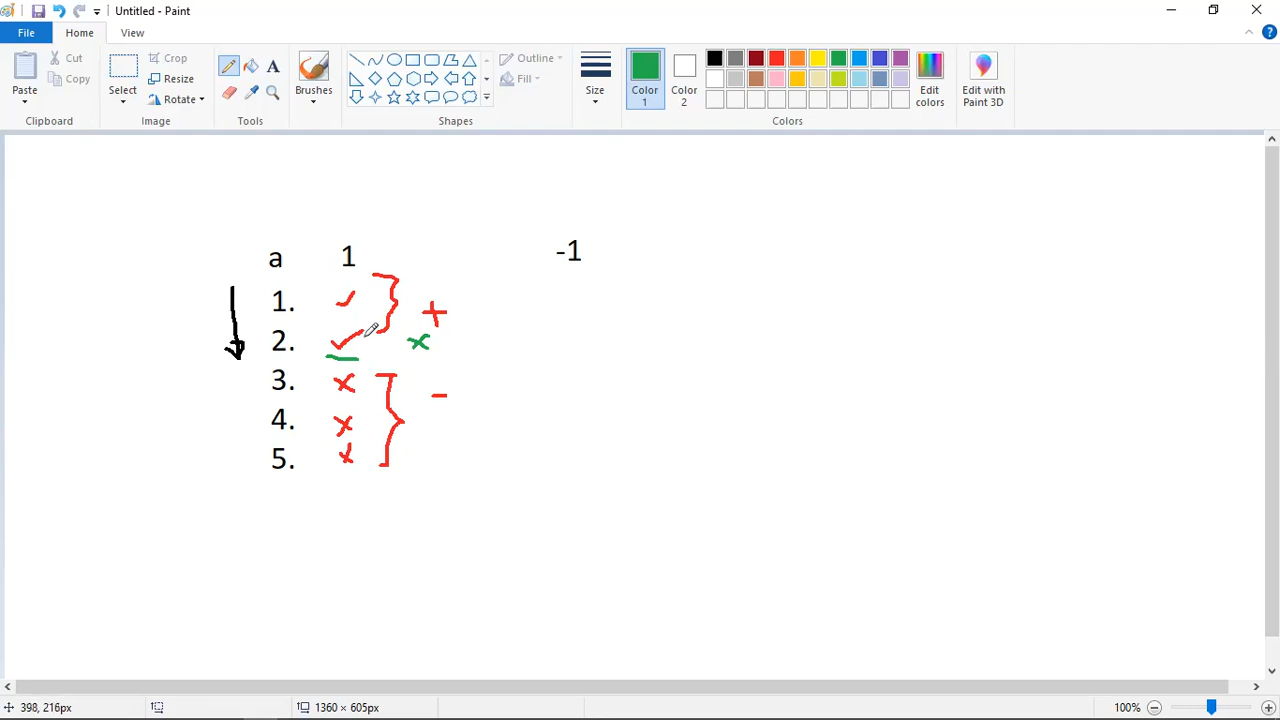 Untitled - Paint
File Home View
Paste
Cut
Copy
Clipboard
Select
Crop
Resize
Rotate
Image
A
Tools
Brushes
Outline
Fill
Shapes
Size
Color 1
Color 2
Edit colors
Colors
Edit with Paint 3D
a 1 -1
1. ✓
2. ✓ + x
3. x
4. x -
5. x
398, 216px
1360 × 605px
100%